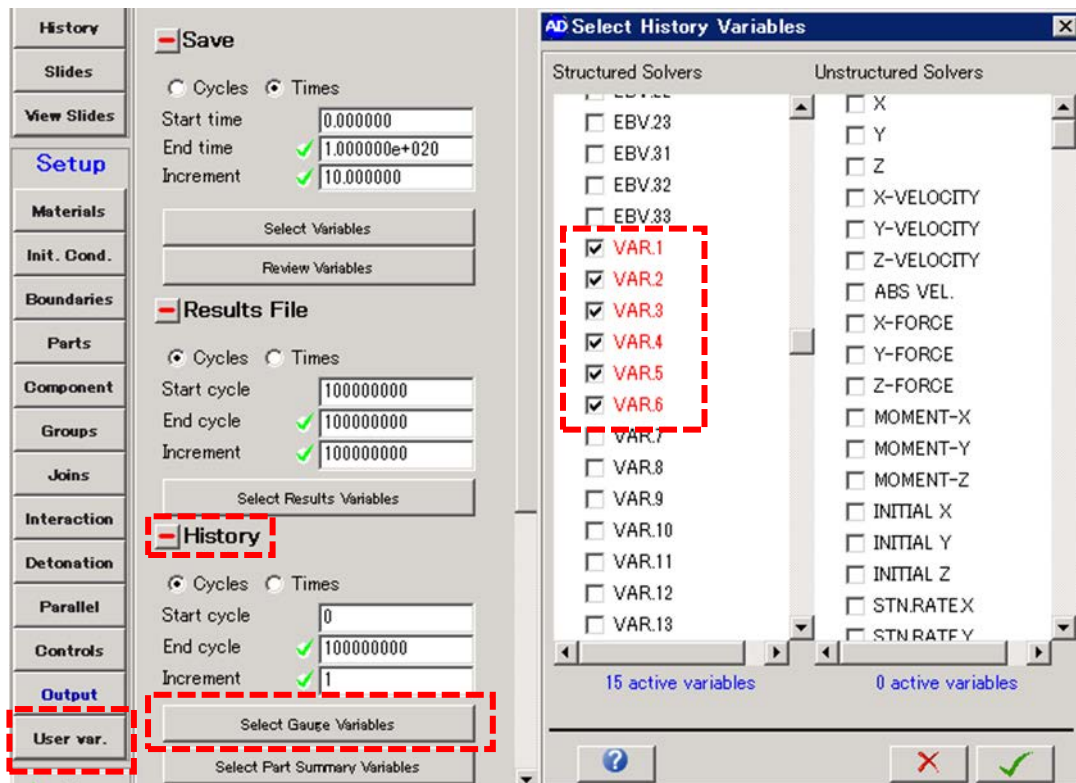 History
Slides
View Slides
Setup
Materials
Init. Cond.
Boundaries
Parts
Component
Groups
Joins
Interaction
Detonation
Parallel
Controls
Output
User var.
Save
Cycles Times
Start time 0.000000
End time 1.000000e+020
Increment 10.000000
Select Variables
Review Variables
Results File
Cycles Times
Start cycle 100000000
End cycle 100000000
Increment 100000000
Select Results Variables
History
Cycles Times
Start cycle 0
End cycle 100000000
Increment 1
Select Gauge Variables
Select Part Summary Variables
AD Select History Variables
Structured Solvers
EBV.23
EBV.31
EBV.32
EBV.33
VAR.1
VAR.2
VAR.3
VAR.4
VAR.5
VAR.6
VAR.7
VAR.8
VAR.9
VAR.10
VAR.11
VAR.12
VAR.13
15 active variables
Unstructured Solvers
X
Y
Z
X-VELOCITY
Y-VELOCITY
Z-VELOCITY
ABS VEL.
X-FORCE
Y-FORCE
Z-FORCE
MOMENT-X
MOMENT-Y
MOMENT-Z
INITIAL X
INITIAL Y
INITIAL Z
STN.RATE.X
STN.RATE.Y
0 active variables
?